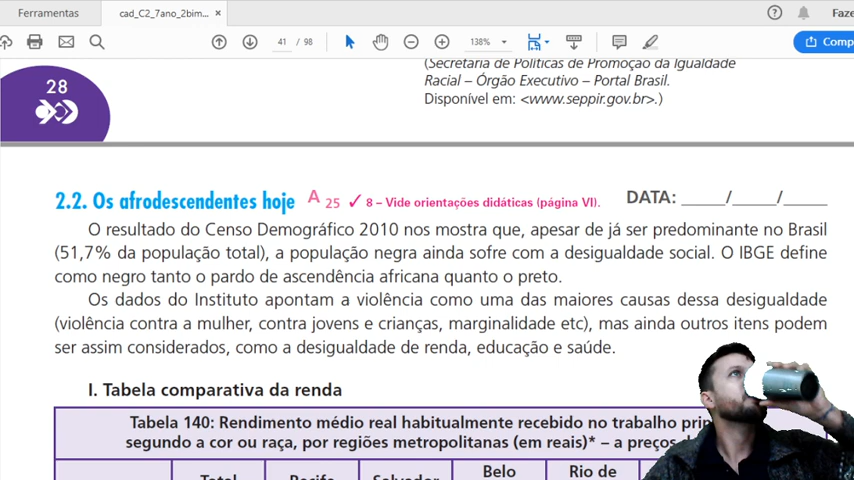 Ferramentas
cad_C2_7ano_2bim...
×
?
Faze
41 / 98
138%
Comp
28
(Secretaria de Políticas de Promoção da Igualdade
Racial – Órgão Executivo – Portal Brasil.
Disponível em: <www.seppir.gov.br>.)
2.2. Os afrodescendentes hoje A 25 ✓ 8 – Vide orientações didáticas (página VI). DATA: _____/_____/_____
O resultado do Censo Demográfico 2010 nos mostra que, apesar de já ser predominante no Brasil
(51,7% da população total), a população negra ainda sofre com a desigualdade social. O IBGE define
como negro tanto o pardo de ascendência africana quanto o preto.
Os dados do Instituto apontam a violência como uma das maiores causas dessa desigualdade
(violência contra a mulher, contra jovens e crianças, marginalidade etc), mas ainda outros itens podem
ser assim considerados, como a desigualdade de renda, educação e saúde.
I. Tabela comparativa da renda
Tabela 140: Rendimento médio real habitualmente recebido no trabalho prin
segundo a cor ou raça, por regiões metropolitanas (em reais)* – a preços d
Total Recife Salvador Belo Rio de